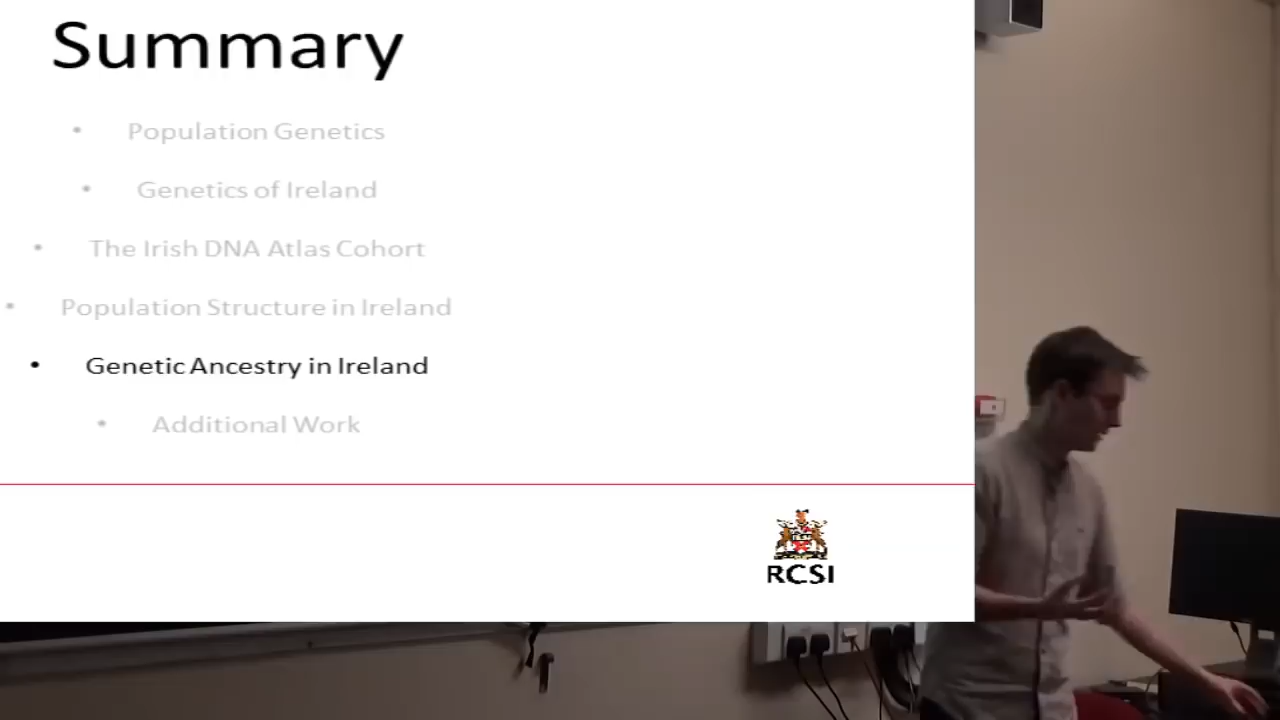 Summary
• Population Genetics
• Genetics of Ireland
• The Irish DNA Atlas Cohort
• Population Structure in Ireland
• Genetic Ancestry in Ireland
• Additional Work
RCSI